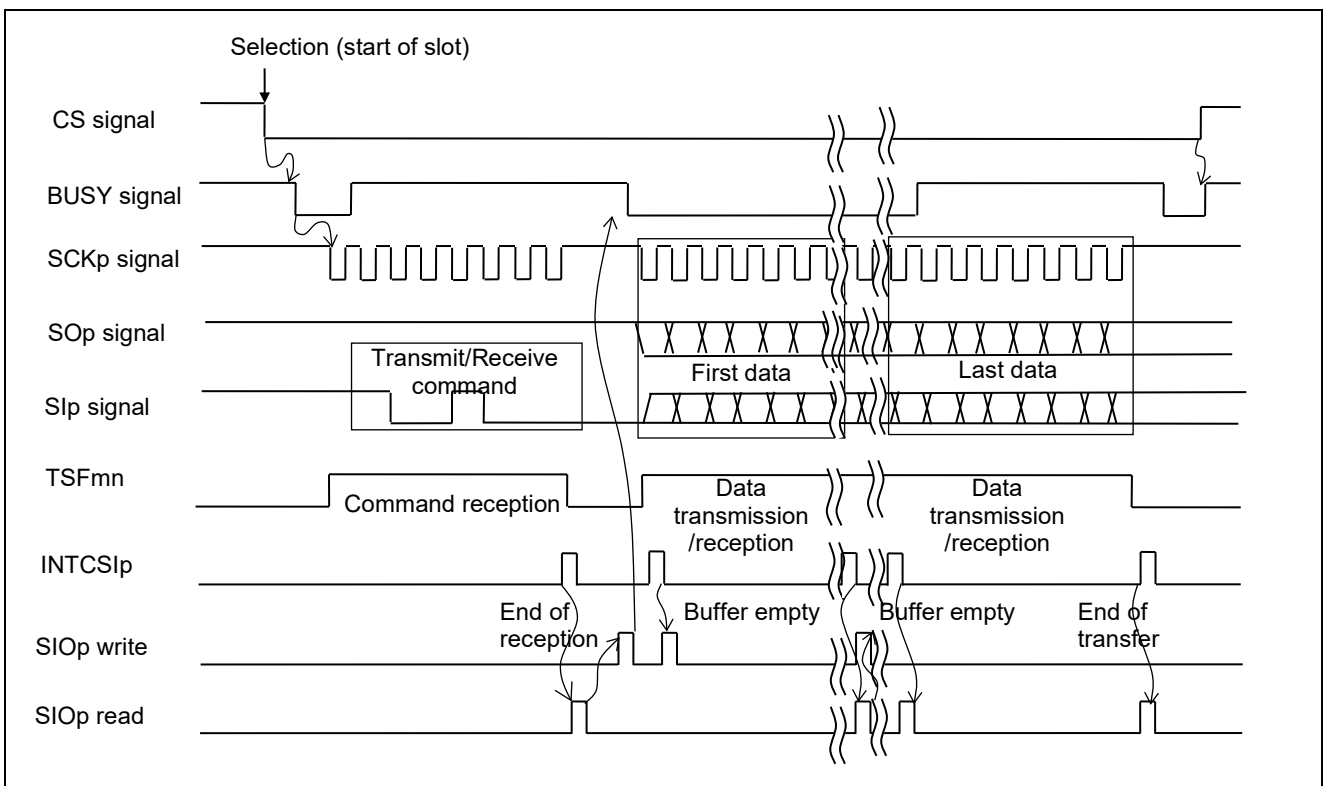 Selection (start of slot)
CS signal
BUSY signal
SCKp signal
SOp signal
Transmit/Receive
command
First data
Last data
SIp signal
TSFmn
Command reception
Data
transmission
/reception
Data
transmission
/reception
INTCSIp
End of
reception
Buffer empty
Buffer empty
End of
transfer
SIOp write
SIOp read